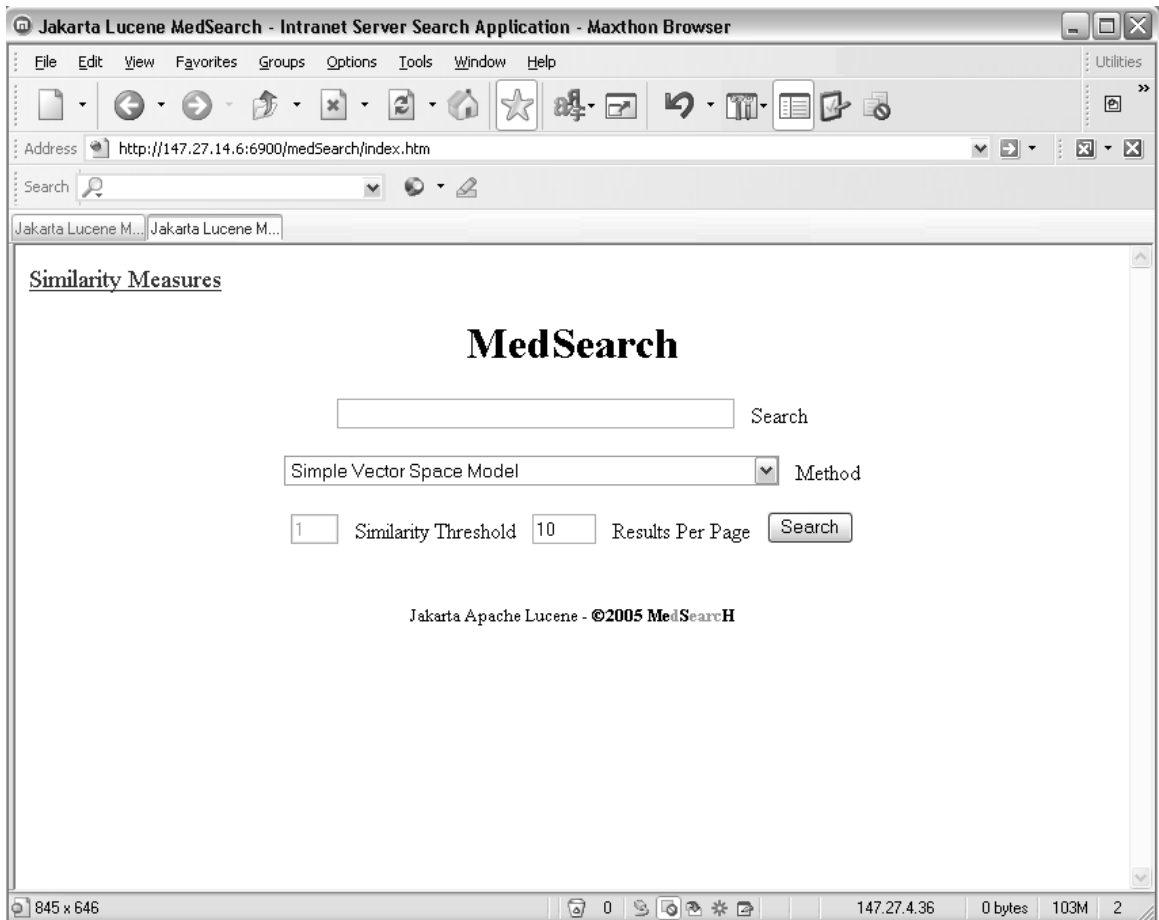 Jakarta Lucene MedSearch - Intranet Server Search Application - Maxthon Browser
File Edit View Favorites Groups Options Tools Window Help Utilities
Address http://147.27.14.6:6900/medSearch/index.htm
Search
Jakarta Lucene M... Jakarta Lucene M...
Similarity Measures
MedSearch
Search
Simple Vector Space Model Method
1 Similarity Threshold 10 Results Per Page Search
Jakarta Apache Lucene - ©2005 MedSearcH
845 x 646 0 147.27.4.36 0 bytes 103M 2